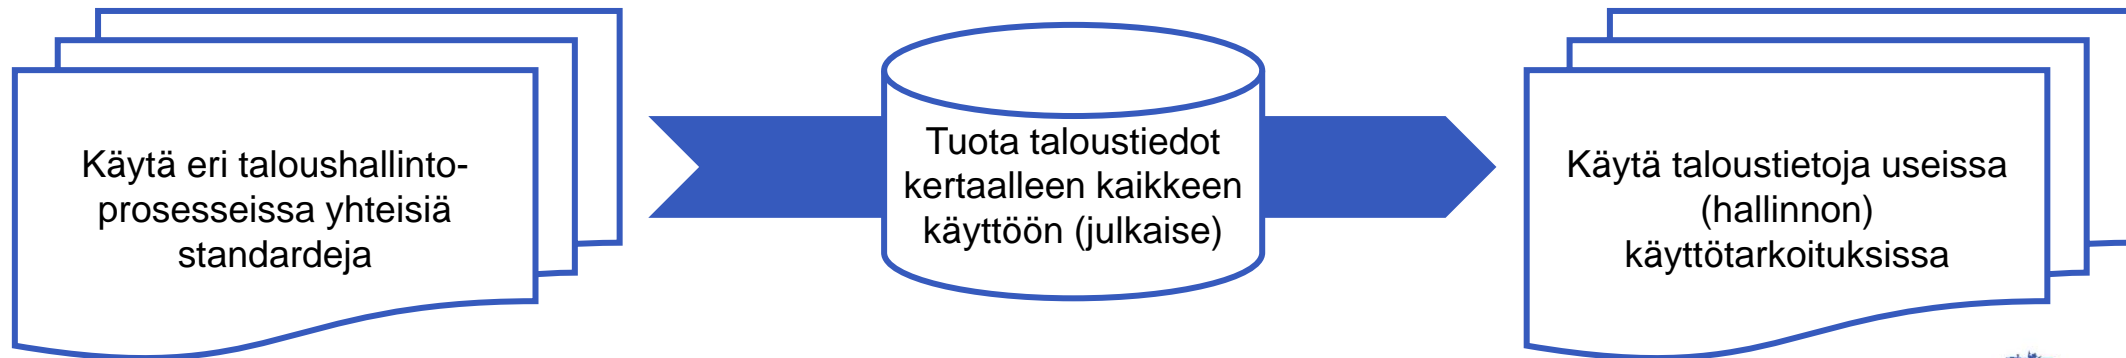 Käytä eri taloushallinto-
prosesseissa yhteisiä
standardeja
Tuota taloustiedot
kertaalleen kaikkeen
käyttöön (julkaise)
Käytä taloustietoja useissa
(hallinnon)
käyttötarkoituksissa